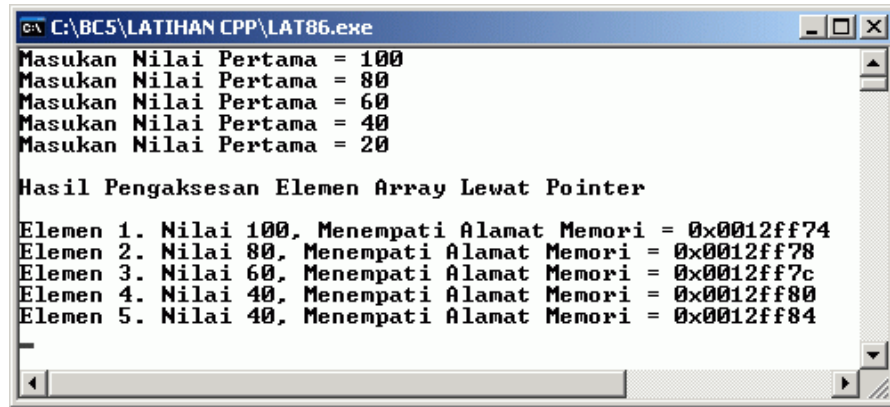 C:\BC5\LATIHAN CPP\LAT86.exe
Masukan Nilai Pertama = 100
Masukan Nilai Pertama = 80
Masukan Nilai Pertama = 60
Masukan Nilai Pertama = 40
Masukan Nilai Pertama = 20
Hasil Pengaksesan Elemen Array Lewat Pointer
Elemen 1. Nilai 100, Menempati Alamat Memori = 0x0012ff74
Elemen 2. Nilai 80, Menempati Alamat Memori = 0x0012ff78
Elemen 3. Nilai 60, Menempati Alamat Memori = 0x0012ff7c
Elemen 4. Nilai 40, Menempati Alamat Memori = 0x0012ff80
Elemen 5. Nilai 40, Menempati Alamat Memori = 0x0012ff84